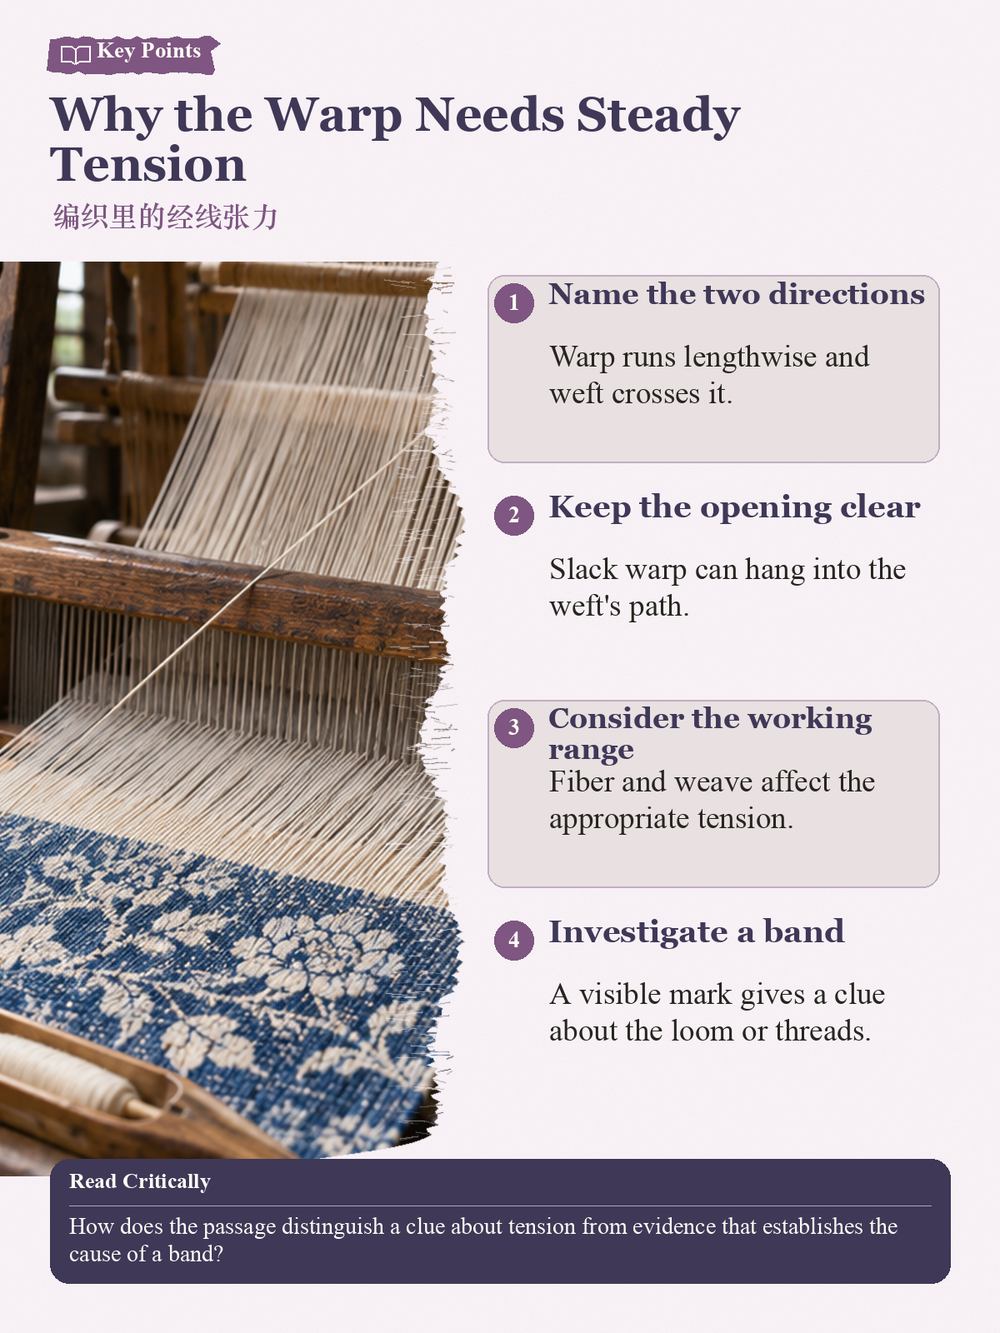 Key Points
Why the Warp Needs Steady
Tension
编织里的经线张力
1
Name the two directions
Warp runs lengthwise and
weft crosses it.
2
Keep the opening clear
Slack warp can hang into the
weft's path.
3
Consider the working
range
Fiber and weave affect the
appropriate tension.
4
Investigate a band
A visible mark gives a clue
about the loom or threads.
Read Critically
How does the passage distinguish a clue about tension from evidence that establishes the
cause of a band?